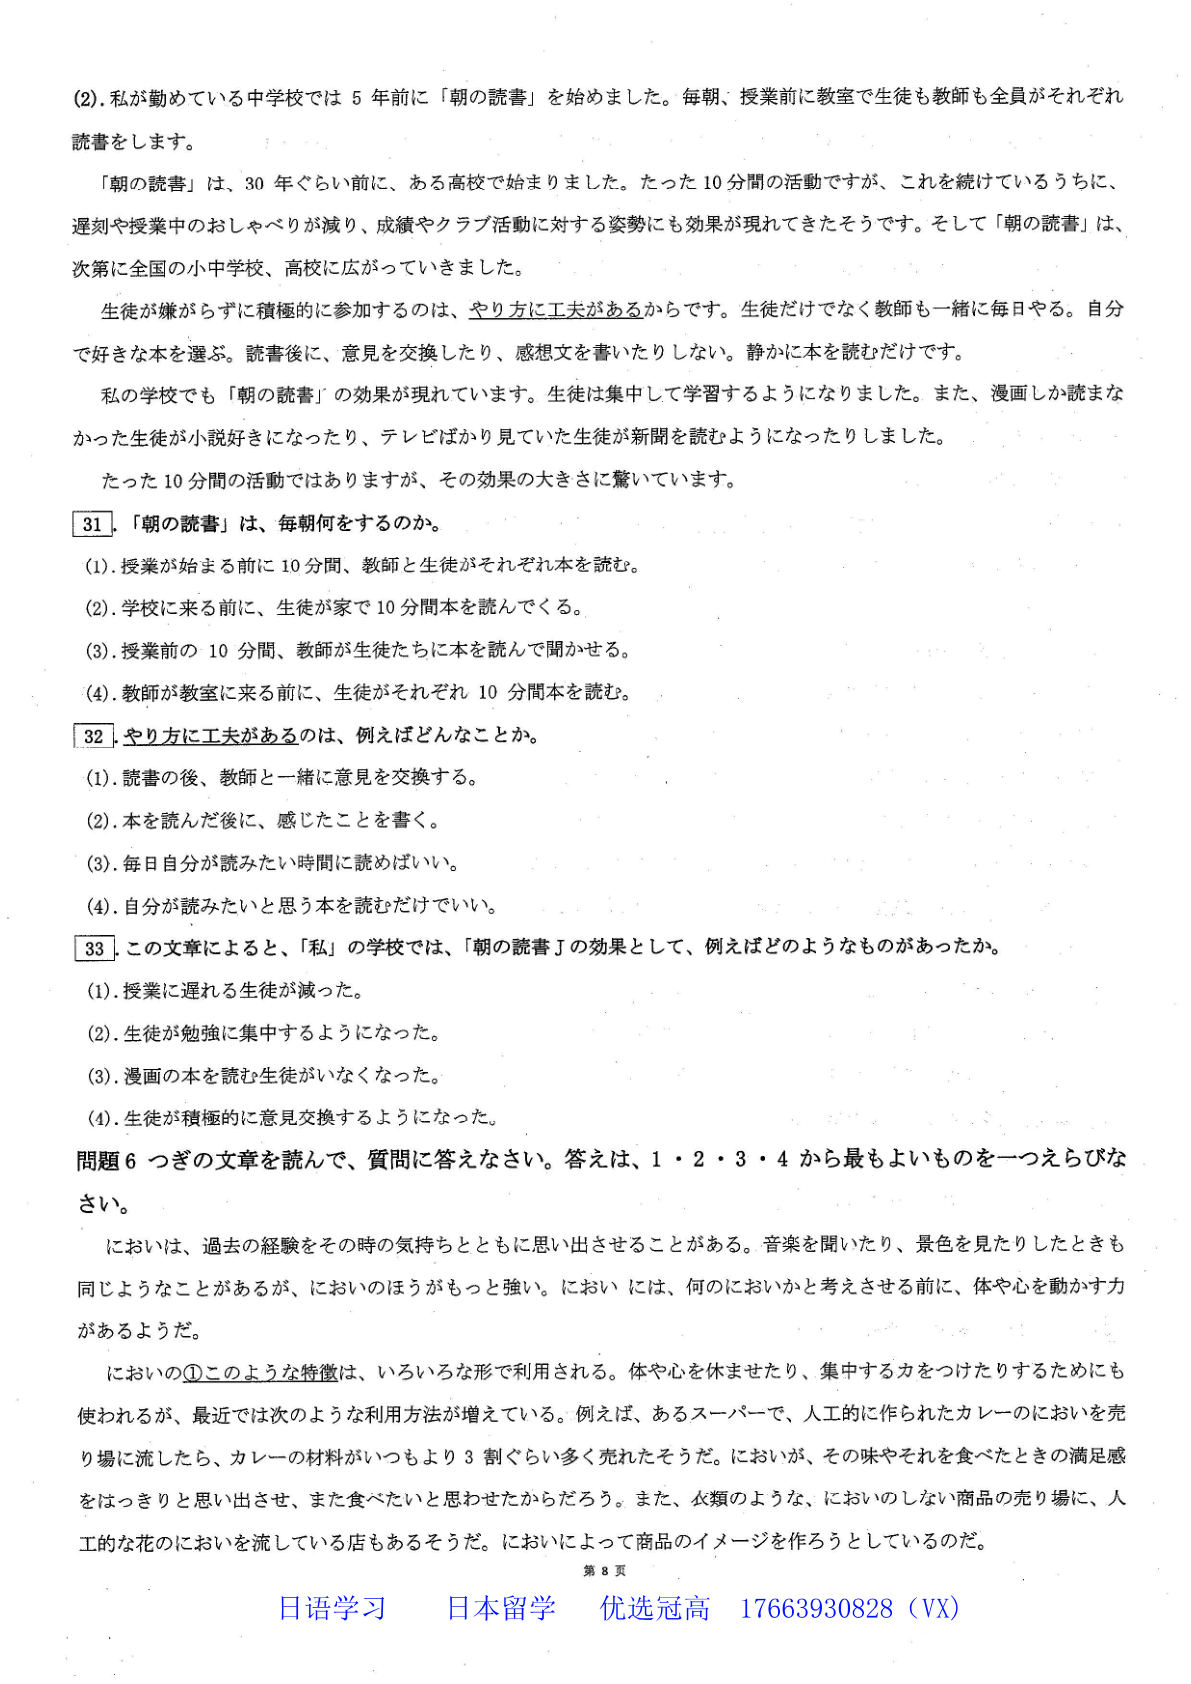 (2).私が勤めている中学校では 5 年前に「朝の読書」を始めました。毎朝、授業前に教室で生徒も教師も全員がそれぞれ
読書をします。
「朝の読書」は、30 年ぐらい前に、ある高校で始まりました。たった 10 分間の活動ですが、これを続けているうちに、
遅刻や授業中のおしゃべりが減り、成績やクラブ活動に対する姿勢にも効果が現れてきたそうです。そして「朝の読書」は、
次第に全国の小中学校、高校に広がっていきました。
生徒が嫌がらずに積極的に参加するのは、やり方に工夫があるからです。生徒だけでなく教師も一緒に毎日やる。自分
で好きな本を選ぶ。読書後に、意見を交換したり、感想文を書いたりしない。静かに本を読むだけです。
私の学校でも「朝の読書」の効果が現れています。生徒は集中して学習するようになりました。また、漫画しか読まな
かった生徒が小説好きになったり、テレビばかり見ていた生徒が新聞を読むようになったりしました。
たった 10 分間の活動ではありますが、その効果の大きさに驚いています。
31.「朝の読書」は、毎朝何をするのか。
(1).授業が始まる前に 10 分間、教師と生徒がそれぞれ本を読む。
(2).学校に来る前に、生徒が家で 10 分間本を読んでくる。
(3).授業前の 10 分間、教師が生徒たちに本を読んで聞かせる。
(4).教師が教室に来る前に、生徒がそれぞれ 10 分間本を読む。
32.やり方に工夫があるのは、例えばどんなことか。
(1).読書の後、教師と一緒に意見を交換する。
(2).本を読んだ後に、感じたことを書く。
(3).毎日自分が読みたい時間に読めばいい。
(4).自分が読みたいと思う本を読むだけでいい。
33.この文章によると、「私」の学校では、「朝の読書Jの効果として、例えばどのようなものがあったか。
(1).授業に遅れる生徒が減った。
(2).生徒が勉強に集中するようになった。
(3).漫画の本を読む生徒がいなくなった。
(4).生徒が積極的に意見交換するようになった。
問題 6 つぎの文章を読んで、質問に答えなさい。答えは、1・2・3・4 から最もよいものを一つえらびな
さい。
においは、過去の経験をその時の気持ちとともに思い出させることがある。音楽を聞いたり、景色を見たりしたときも
同じようなことがあるが、においのほうがもっと強い。におい には、何のにおいかと考えさせる前に、体や心を動かす力
があるようだ。
においの①このような特徴は、いろいろな形で利用される。体や心を休ませたり、集中する力をつけたりするためにも
使われるが、最近では次のような利用方法が増えている。例えば、あるスーパーで、人工的に作られたカレーのにおいを売
り場に流したら、カレーの材料がいつもより 3 割ぐらい多く売れたそうだ。においが、その味やそれを食べたときの満足感
をはっきりと思い出させ、また食べたいと思わせたからだろう。また、衣類のような、においのしない商品の売り場に、人
工的な花のにおいを流している店もあるそうだ。においによって商品のイメージを作ろうとしているのだ。
第 8 页
日语学习 日本留学 优选冠高 17663930828（VX)